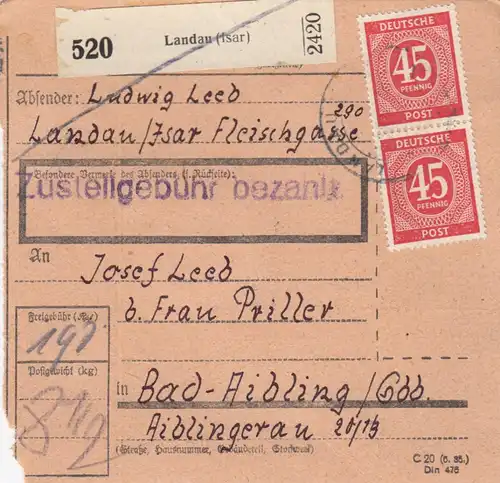 520
Landau (Isar)
2420
DEUTSCHE
45
PFENNIG
POST
DEUTSCHE
45
PFENNIG
POST
Absender: Ludwig Leeb
Landau/Isar Fleischgasse 290
Besondere Vermerke des Absenders (s. Rückseite):
Zustellgebühr bezahlt
An
Josef Leeb
b. Frau Priller
Freigebühr
Postgewicht (kg)
in Bad-Aibling/Obb.
Aiblingerau
(Straße, Hausnummer, Gebäudeteil, Stockwerk)
C 20 (6. 35.)
Din 476